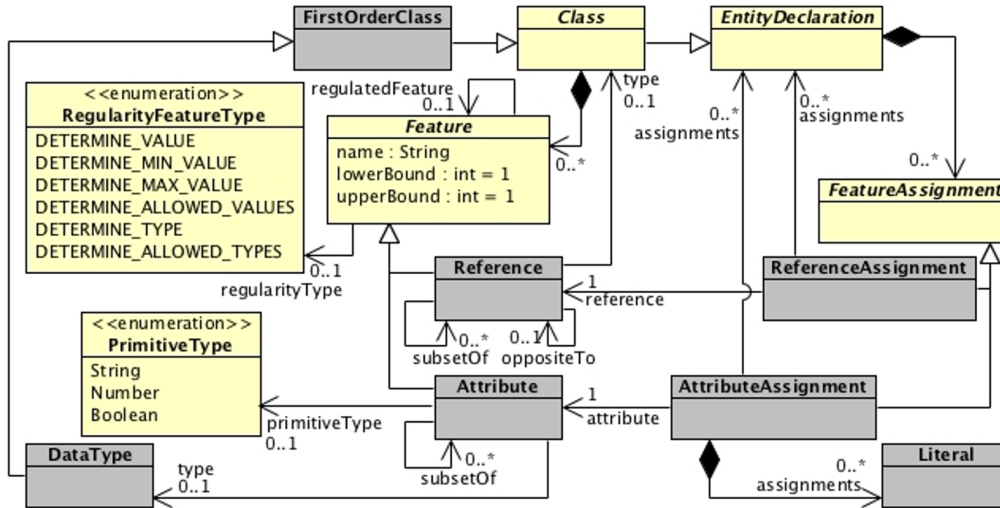 FirstOrderClass
Class
EntityDeclaration
regulatedFeature
0..1
type
0..1
0..*
assignments
0..*
assignments
<<enumeration>>
RegularityFeatureType
DETERMINE_VALUE
DETERMINE_MIN_VALUE
DETERMINE_MAX_VALUE
DETERMINE_ALLOWED_VALUES
DETERMINE_TYPE
DETERMINE_ALLOWED_TYPES
Feature
name : String
lowerBound : int = 1
upperBound : int = 1
0..*
0..*
FeatureAssignment
0..1
regularityType
Reference
1
reference
ReferenceAssignment
0..*
subsetOf
0..1
oppositeTo
<<enumeration>>
PrimitiveType
String
Number
Boolean
primitiveType
0..1
Attribute
1
attribute
AttributeAssignment
0..*
subsetOf
DataType
type
0..1
0..*
assignments
Literal